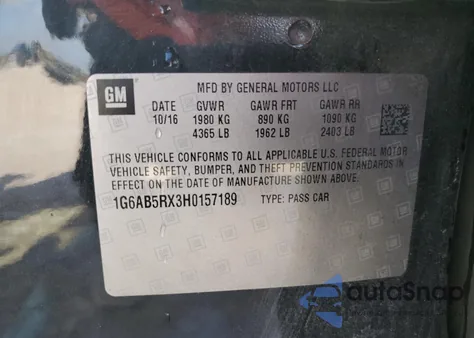 GM
MFD BY GENERAL MOTORS LLC
DATE GVWR GAWR FRT GAWR RR
10/16 1980 KG 890 KG 1090 KG
4365 LB 1962 LB 2403 LB
THIS VEHICLE CONFORMS TO ALL APPLICABLE U.S. FEDERAL MOTOR
VEHICLE SAFETY, BUMPER, AND THEFT PREVENTION STANDARDS IN
EFFECT ON THE DATE OF MANUFACTURE SHOWN ABOVE.
1G6AB5RX3H0157189 TYPE: PASS CAR
autoSnap